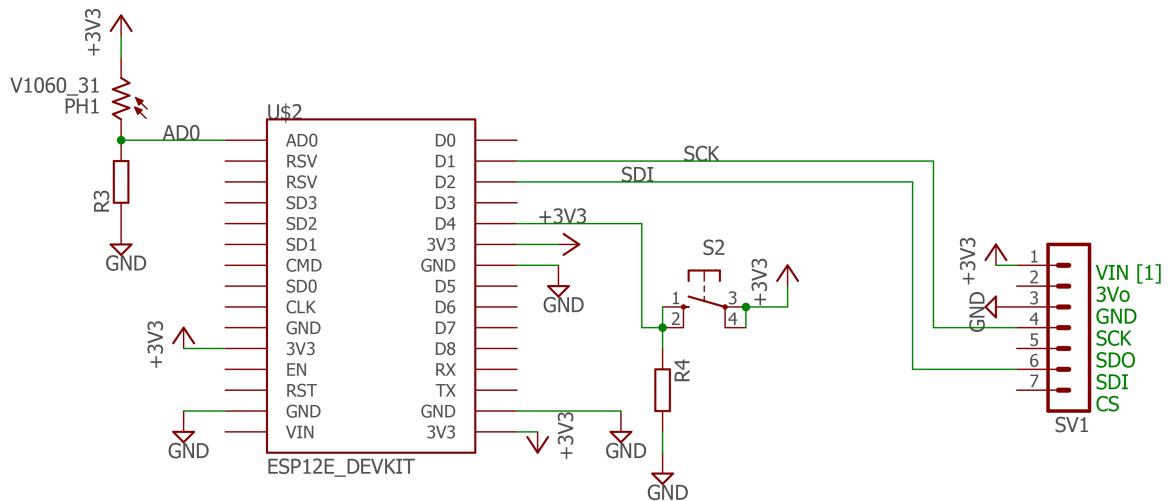 +3V3
V1060_31
PH1
AD0
R3
GND
U$2
AD0
RSV
RSV
SD3
SD2
SD1
CMD
SD0
CLK
GND
3V3
EN
RST
GND
VIN
D0
D1
D2
D3
D4
3V3
GND
D5
D6
D7
D8
RX
TX
GND
3V3
ESP12E_DEVKIT
+3V3
GND
SCK
SDI
+3V3
GND
S2
1
2
3
4
+3V3
R4
GND
GND
+3V3
+3V3
GND
1
2
3
4
5
6
7
VIN [1]
3Vo
GND
SCK
SDO
SDI
CS
SV1